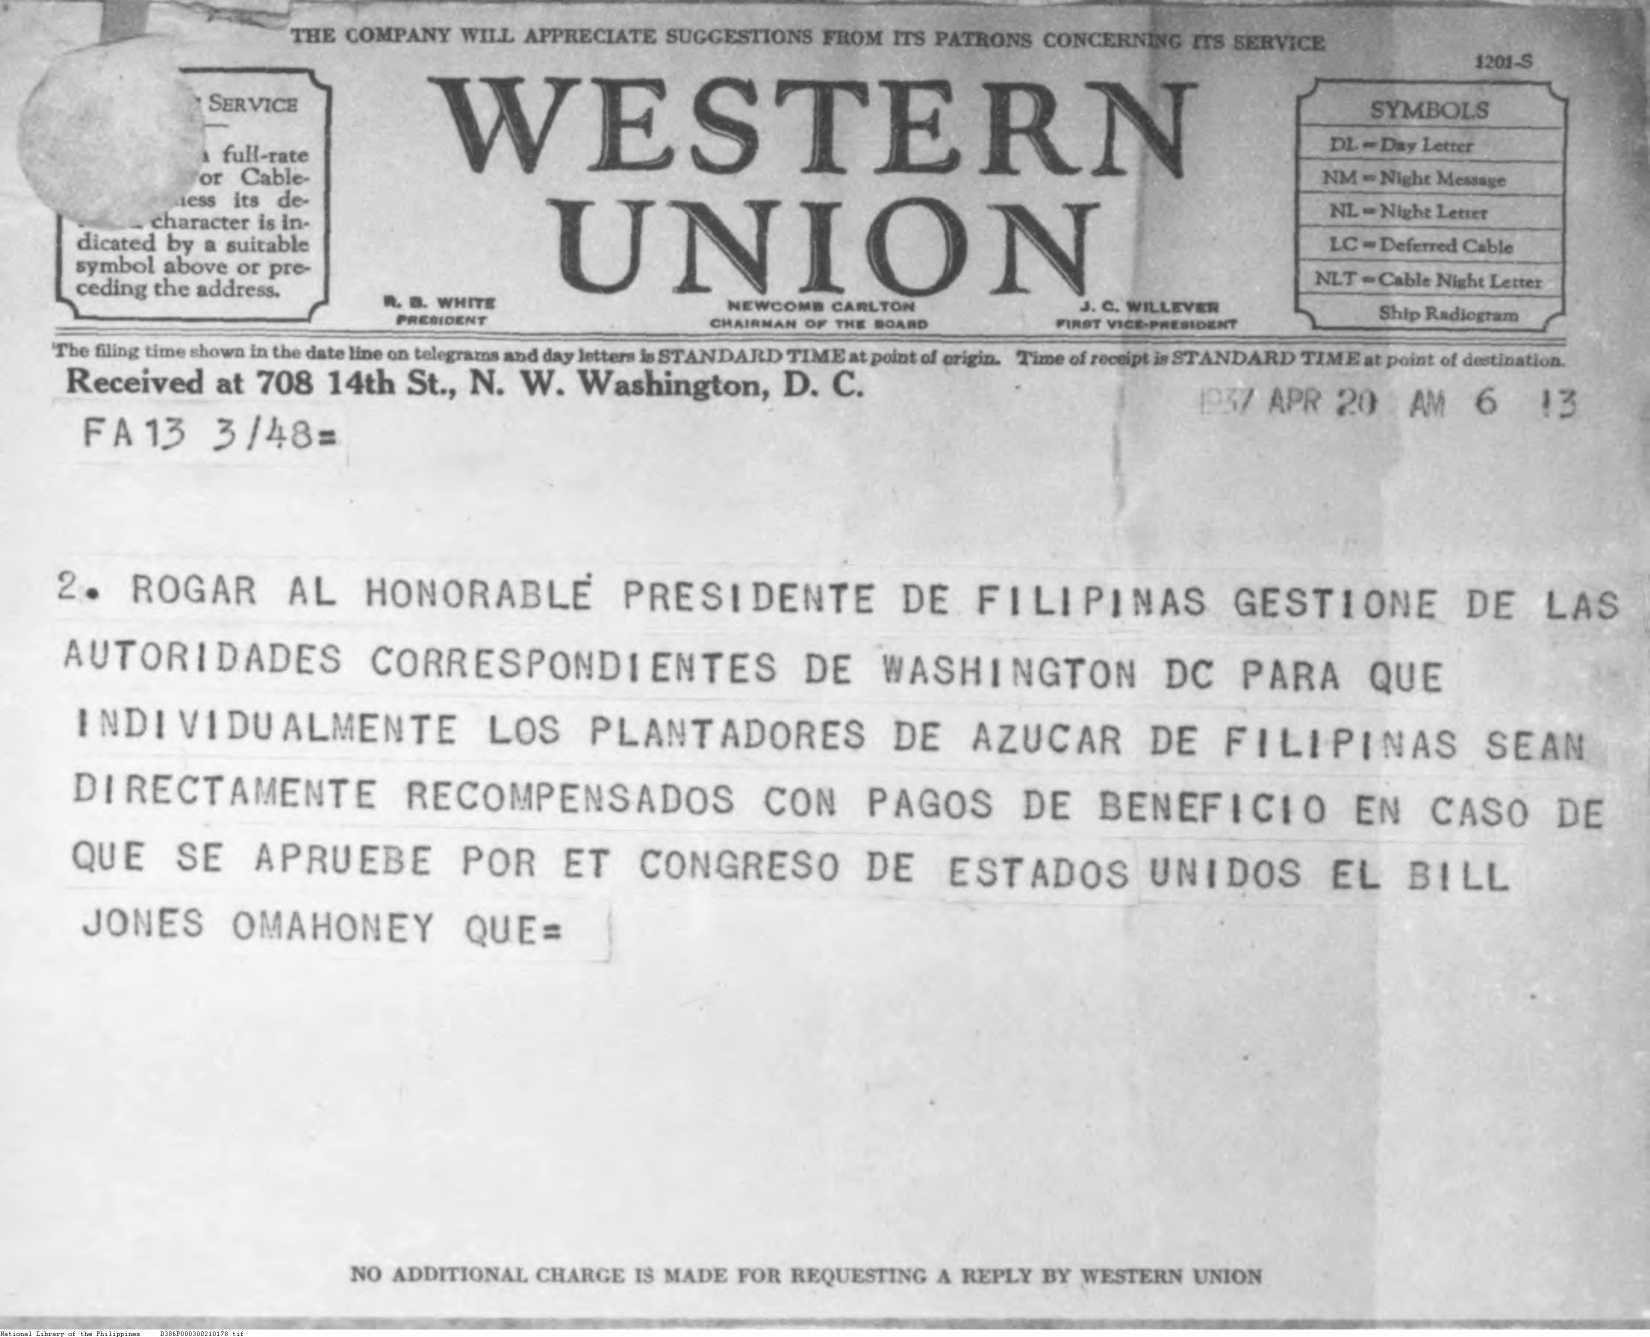 THE COMPANY WILL APPRECIATE SUGGESTIONS FROM ITS PATRONS CONCERNING ITS SERVICE
1201-S
SERVICE
full-rate
or Cable-
its de-
character is in-
dicated by a suitable
symbol above or pre-
ceding the address.
WESTERN
UNION
R. B. WHITE
PRESIDENT
NEWCOMB CARLTON
CHAIRMAN OF THE BOARD
J. C. WILLEVER
FIRST VICE-PRESIDENT
SYMBOLS
DL = Day Letter
NM = Night Message
NL = Night Letter
LC = Deferred Cable
NLT = Cable Night Letter
Ship Radiogram
The filing time shown in the date line on telegrams and day letters is STANDARD TIME at point of origin. Time of receipt is STANDARD TIME at point of destination.
Received at 708 14th St., N. W. Washington, D. C.
1937 APR 20 AM 6 13
FA13 3/48=
2. ROGAR AL HONORABLE PRESIDENTE DE FILIPINAS GESTIONE DE LAS
AUTORIDADES CORRESPONDIENTES DE WASHINGTON DC PARA QUE
INDIVIDUALMENTE LOS PLANTADORES DE AZUCAR DE FILIPINAS SEAN
DIRECTAMENTE RECOMPENSADOS CON PAGOS DE BENEFICIO EN CASO DE
QUE SE APRUEBE POR ET CONGRESO DE ESTADOS UNIDOS EL BILL
JONES OMAHONEY QUE=
NO ADDITIONAL CHARGE IS MADE FOR REQUESTING A REPLY BY WESTERN UNION
National Library of the Philippines D386P000300210178.tif